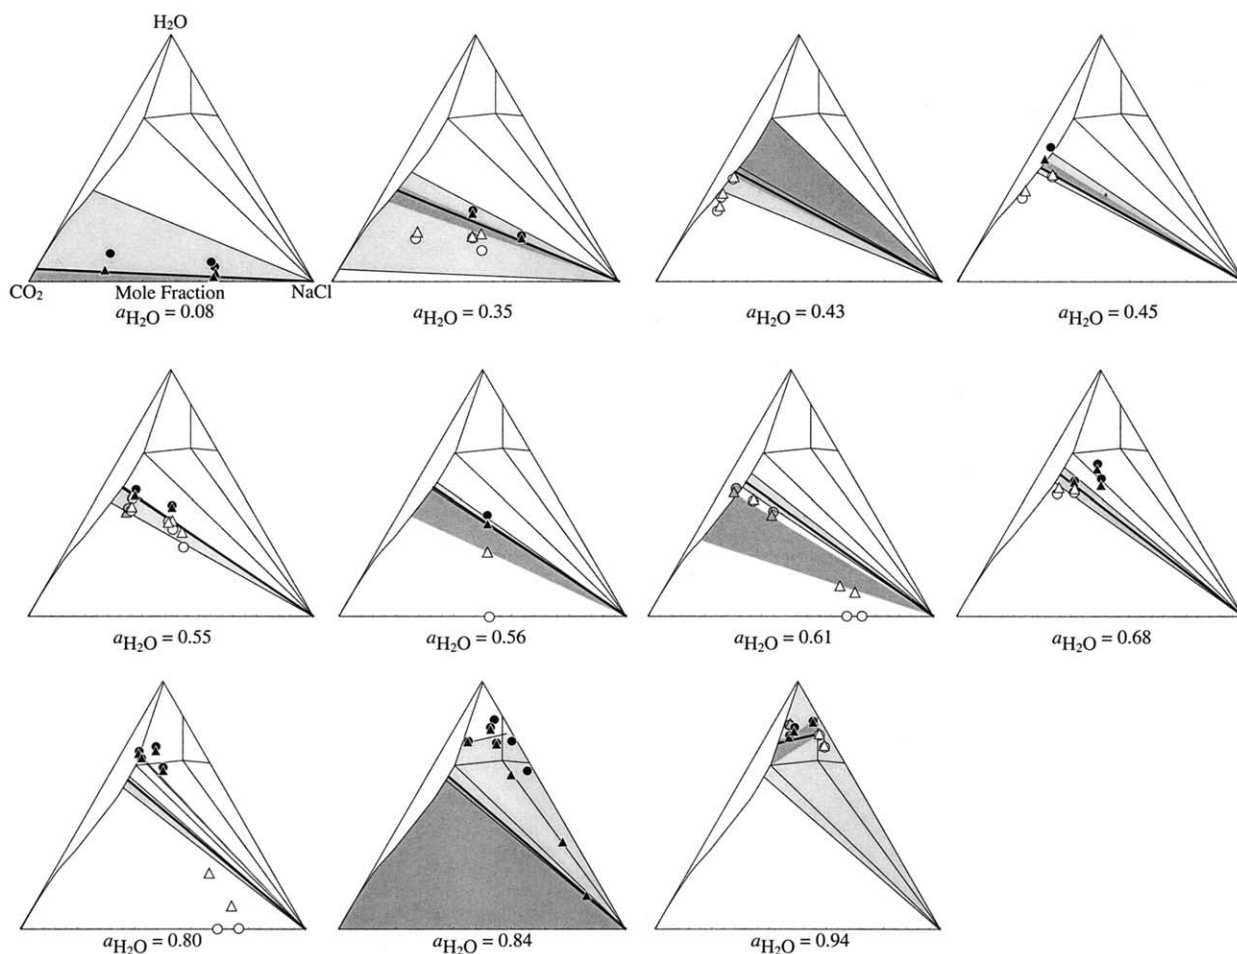 H₂O
CO₂ Mole Fraction NaCl
aH₂O = 0.08 aH₂O = 0.35 aH₂O = 0.43 aH₂O = 0.45
aH₂O = 0.55 aH₂O = 0.56 aH₂O = 0.61 aH₂O = 0.68
aH₂O = 0.80 aH₂O = 0.84 aH₂O = 0.94